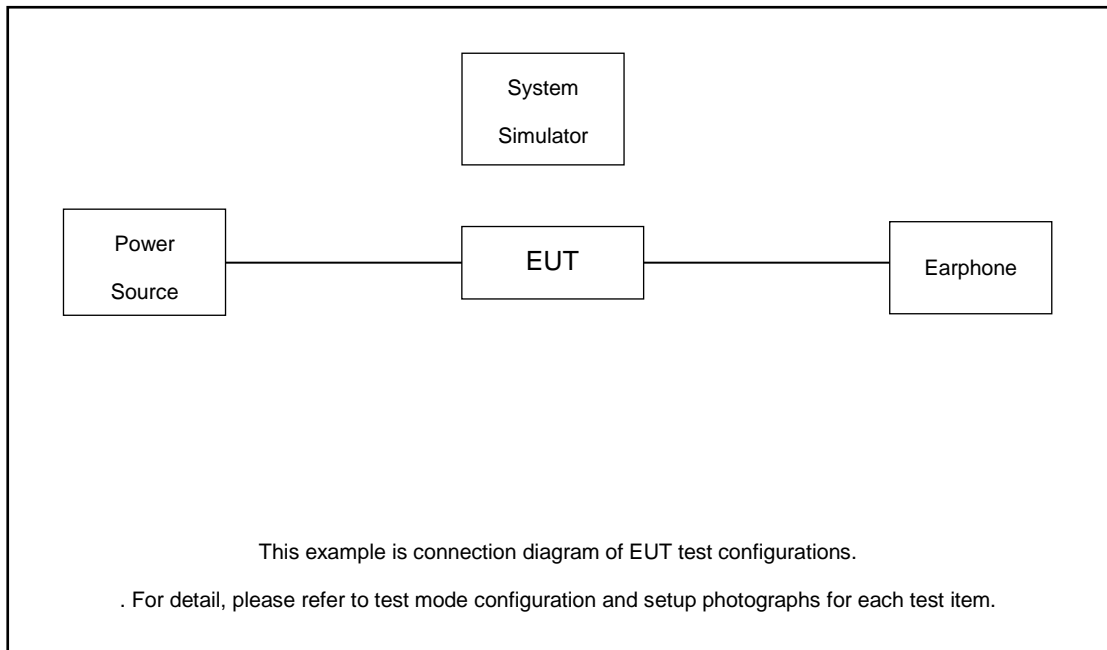 System
Simulator
Power
Source
EUT
Earphone
This example is connection diagram of EUT test configurations.
. For detail, please refer to test mode configuration and setup photographs for each test item.